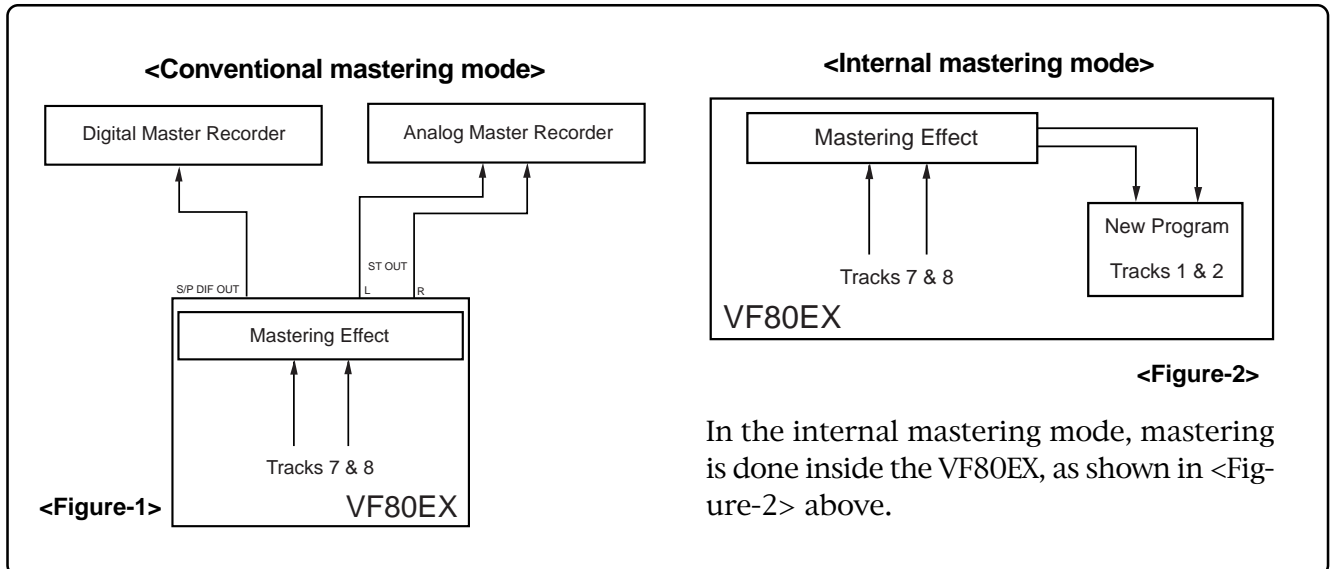 <Conventional mastering mode>
Digital Master Recorder
Analog Master Recorder
ST OUT
S/P DIF OUT
L
R
Mastering Effect
Tracks 7 & 8
<Figure-1>
VF80EX
<Internal mastering mode>
Mastering Effect
New Program
Tracks 1 & 2
Tracks 7 & 8
VF80EX
<Figure-2>
In the internal mastering mode, mastering
is done inside the VF80EX, as shown in <Fig-
ure-2> above.